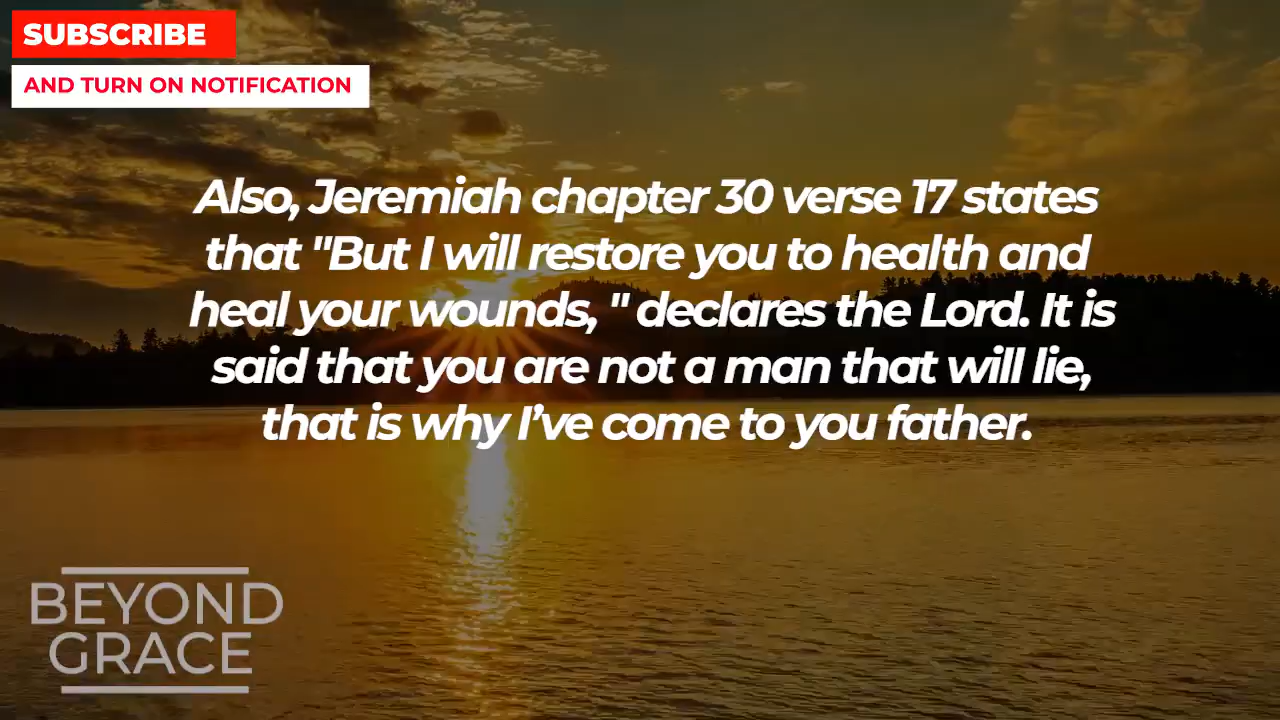 SUBSCRIBE
AND TURN ON NOTIFICATION
Also, Jeremiah chapter 30 verse 17 states
that "But I will restore you to health and
heal your wounds, " declares the Lord. It is
said that you are not a man that will lie,
that is why I’ve come to you father.
BEYOND
GRACE